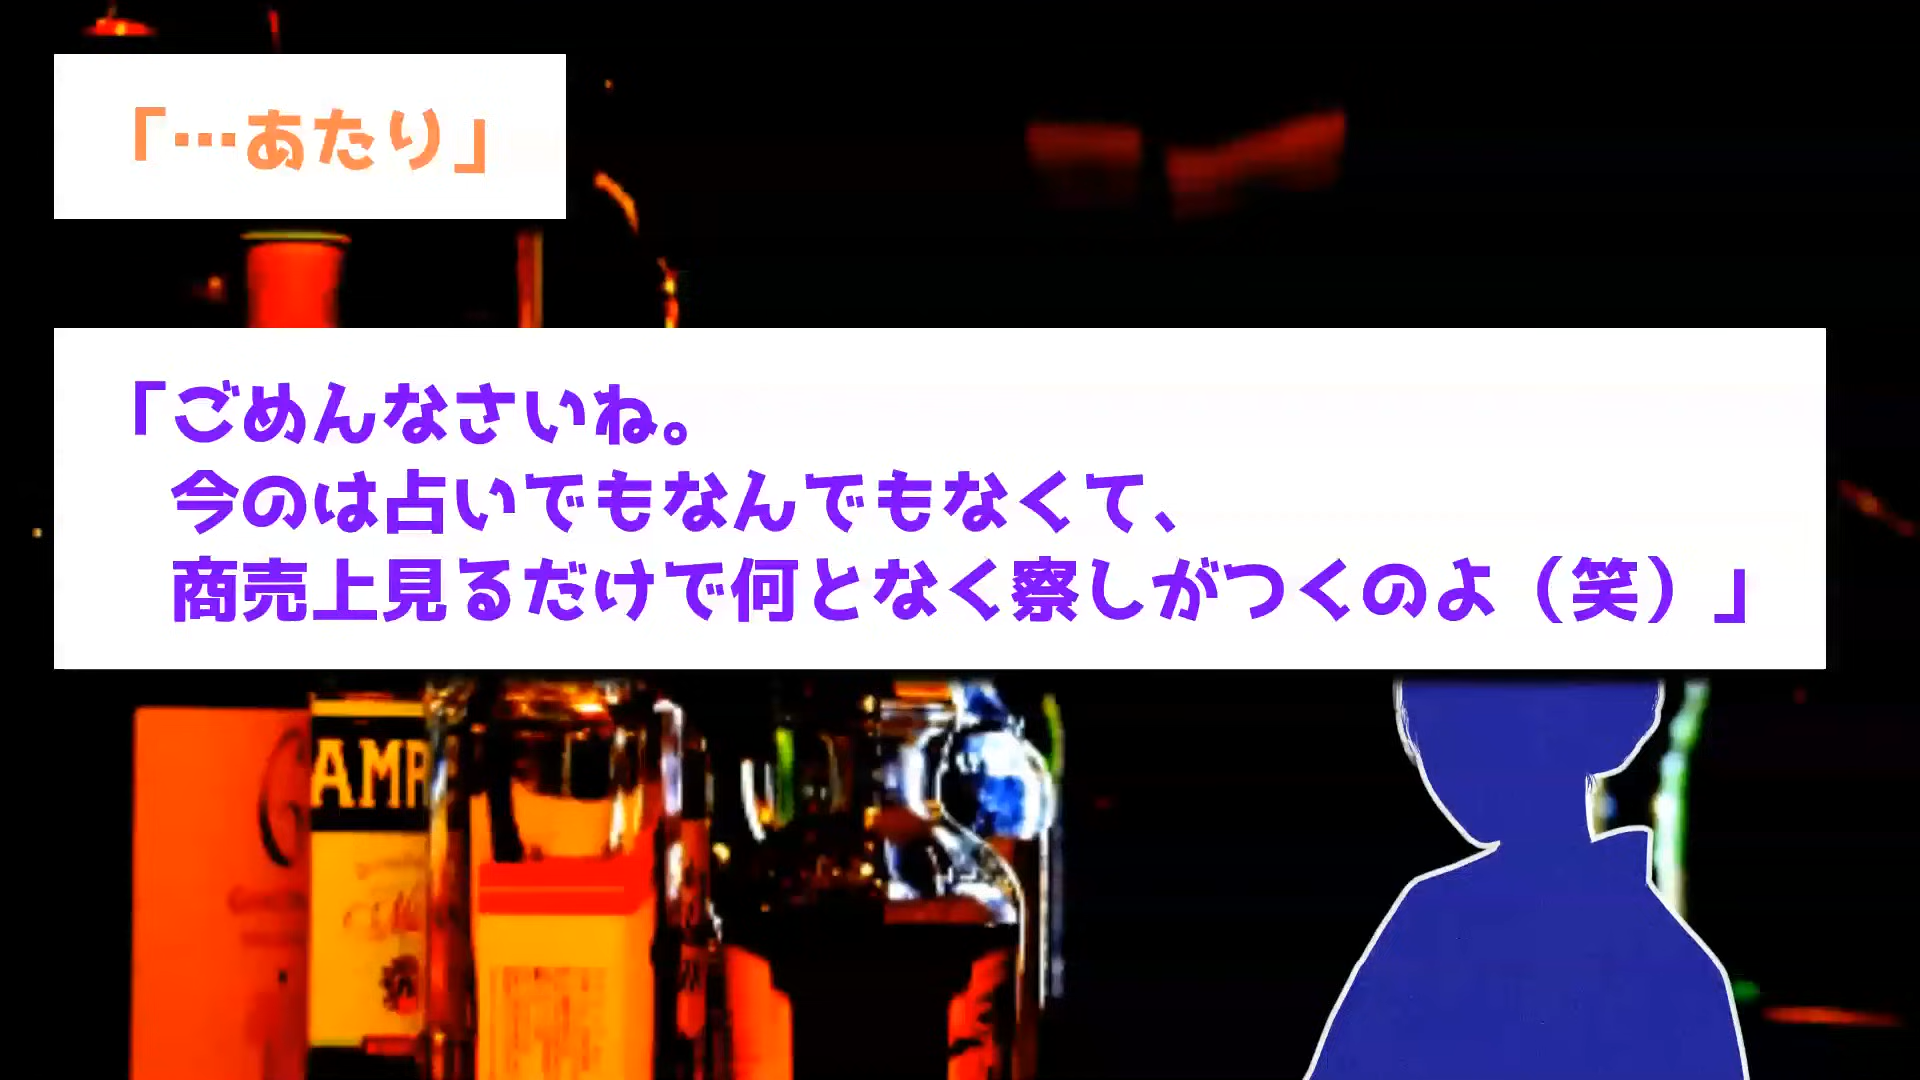 「…あたり」
「ごめんなさいね。
今のは占いでもなんでもなくて、
商売上見るだけで何となく察しがつくのよ（笑）」
AMR